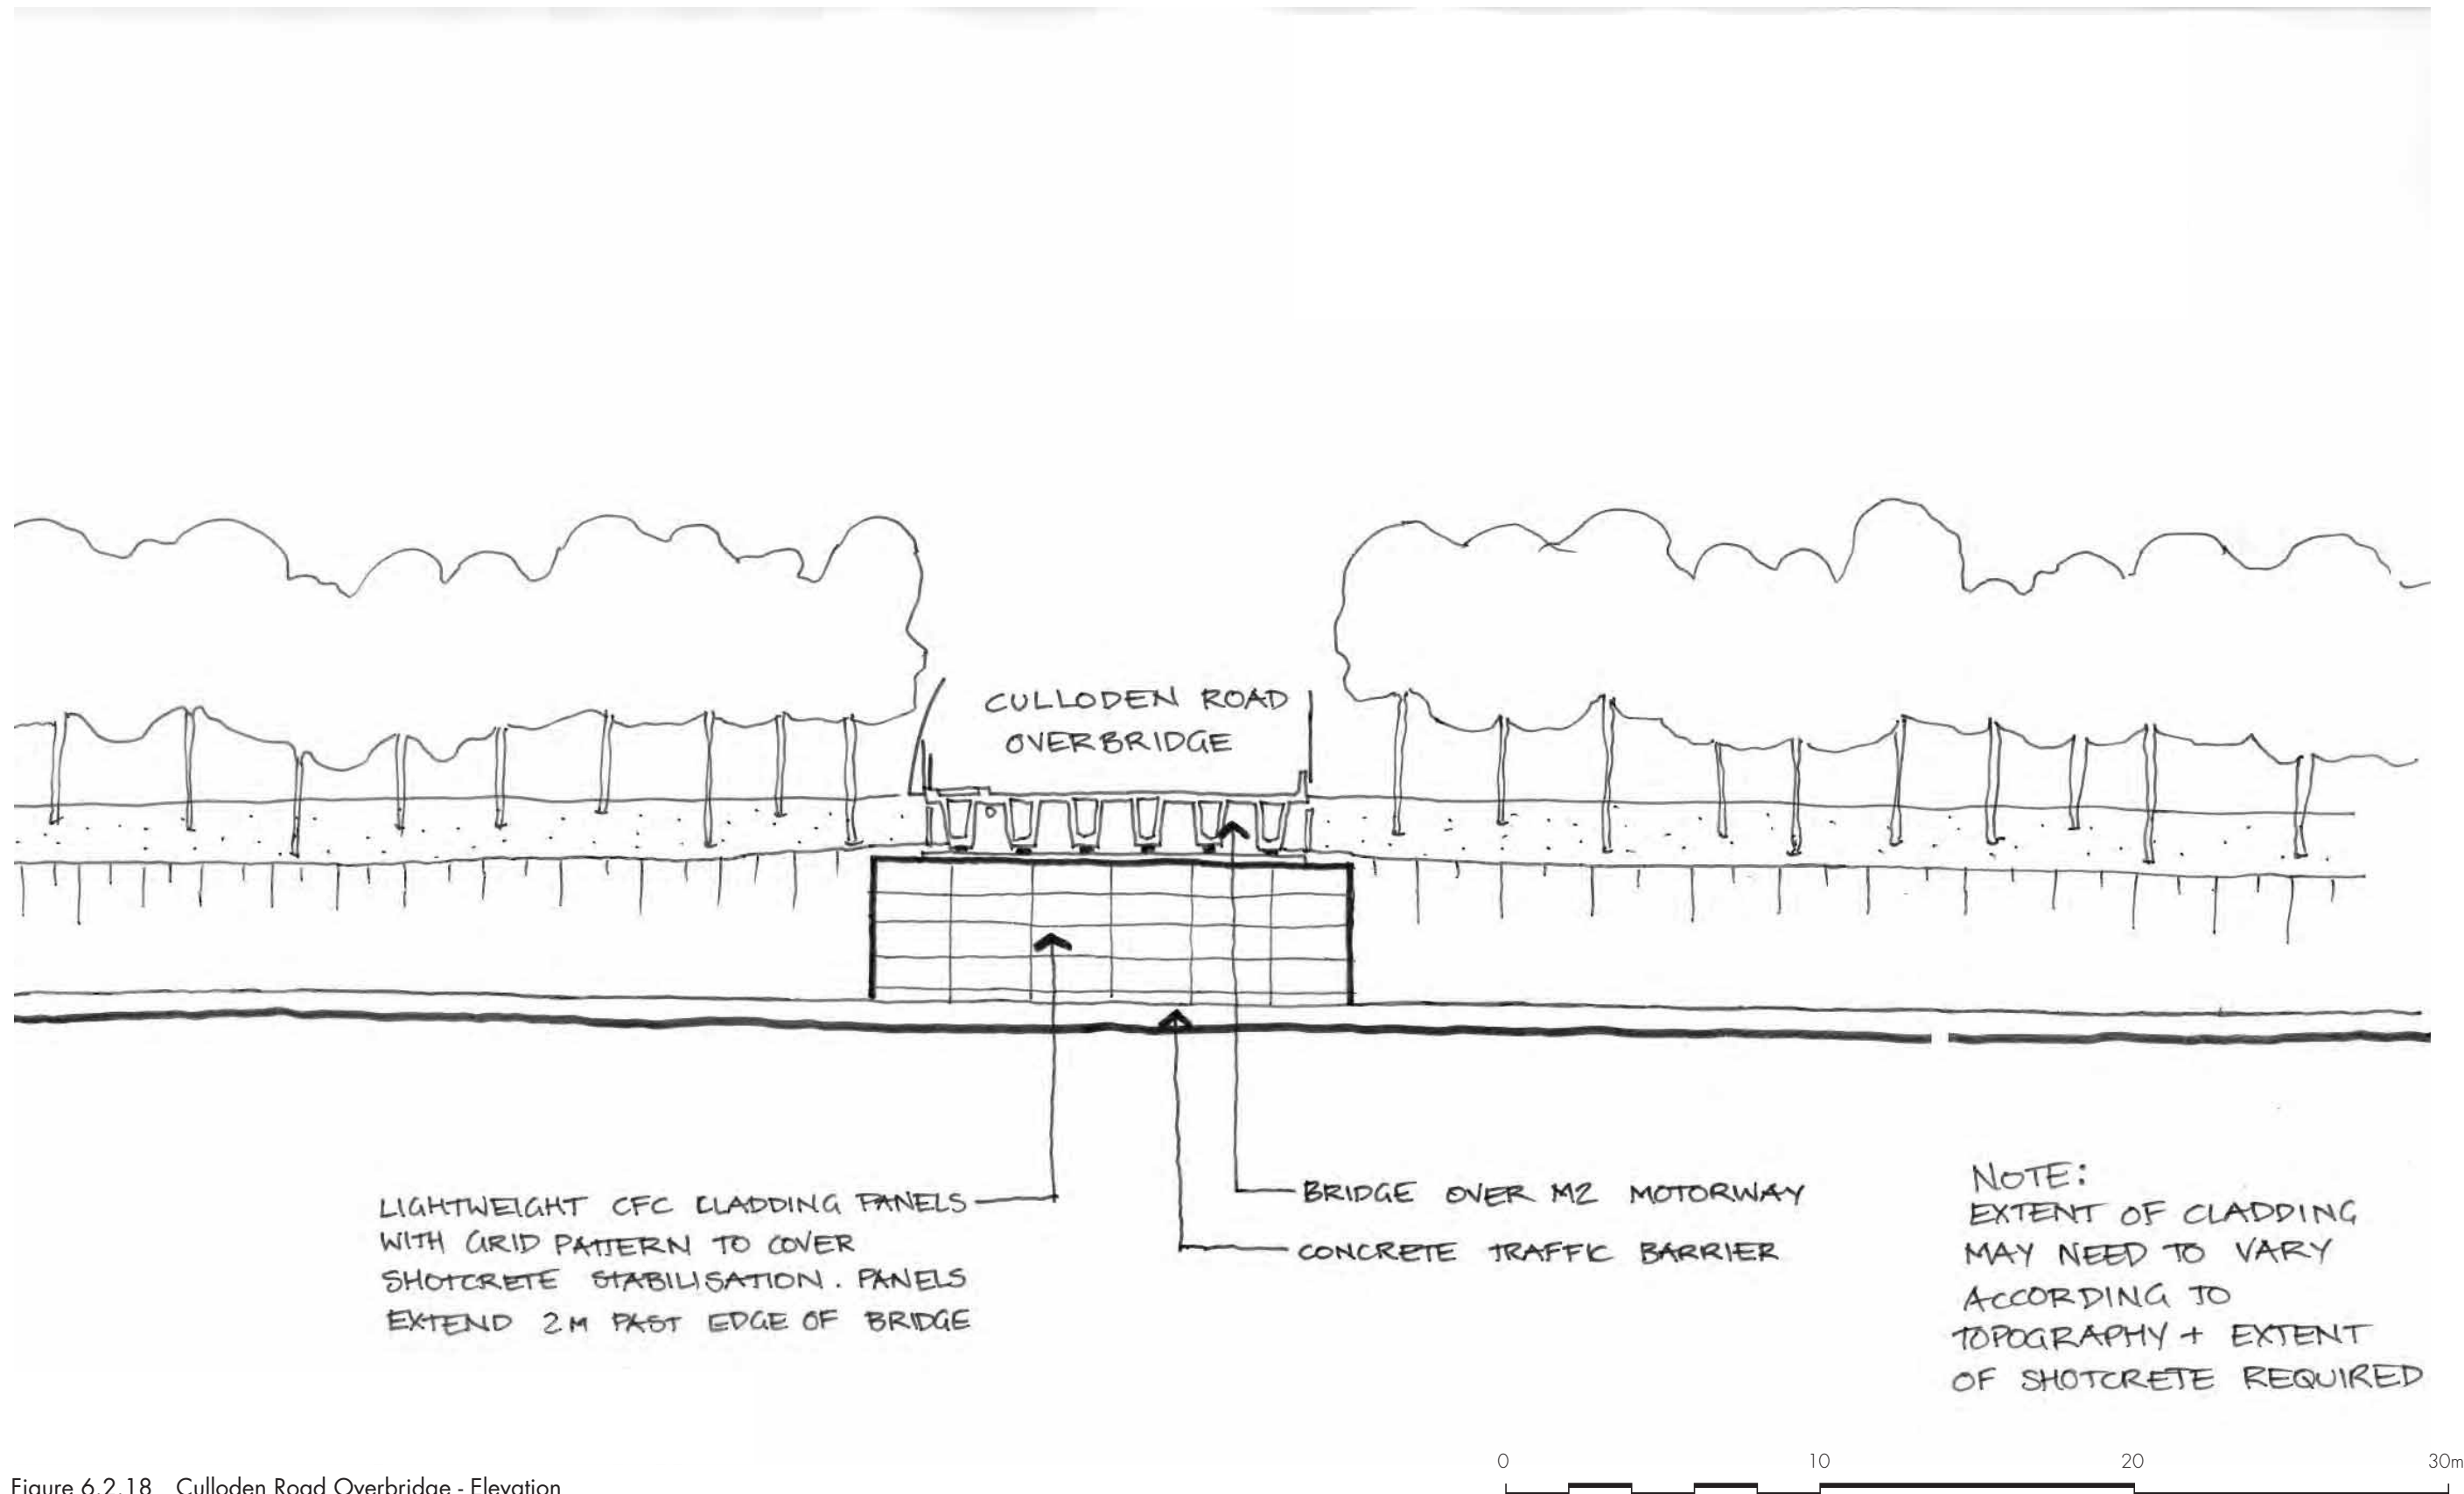 CULLODEN ROAD
OVERBRIDGE
LIGHTWEIGHT CFC CLADDING PANELS
WITH GRID PATTERN TO COVER
SHOTCRETE STABILISATION. PANELS
EXTEND 2M PAST EDGE OF BRIDGE
BRIDGE OVER M2 MOTORWAY
CONCRETE TRAFFIC BARRIER
NOTE:
EXTENT OF CLADDING
MAY NEED TO VARY
ACCORDING TO
TOPOGRAPHY + EXTENT
OF SHOTCRETE REQUIRED
0 10 20 30m
Figure 6.2.18 Culloden Road Overbridge - Elevation